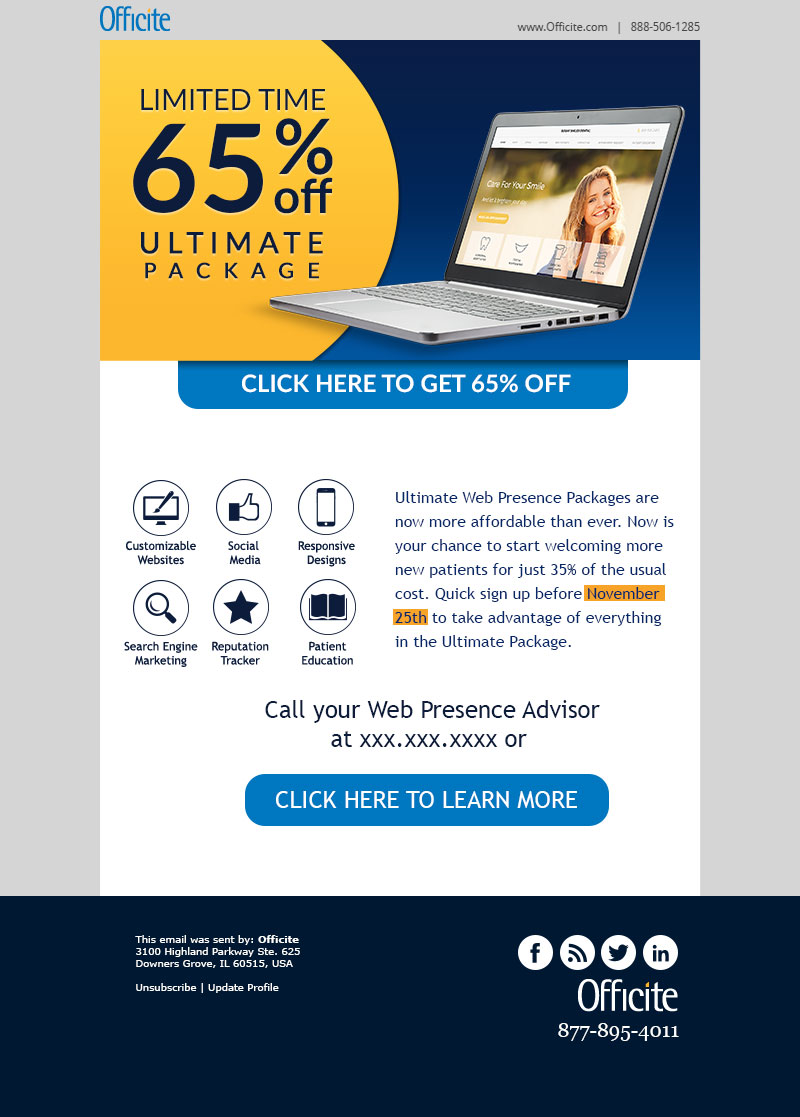 Officite
www.Officite.com | 888-506-1285
LIMITED TIME
65% off
ULTIMATE
PACKAGE
Care For Your Smile
CLICK HERE TO GET 65% OFF
Customizable Websites
Social Media
Responsive Designs
Search Engine Marketing
Reputation Tracker
Patient Education
Ultimate Web Presence Packages are
now more affordable than ever. Now is
your chance to start welcoming more
new patients for just 35% of the usual
cost. Quick sign up before November
25th to take advantage of everything
in the Ultimate Package.
Call your Web Presence Advisor
at xxx.xxx.xxxx or
CLICK HERE TO LEARN MORE
This email was sent by: Officite
3100 Highland Parkway Ste. 625
Downers Grove, IL 60515, USA
Unsubscribe | Update Profile
Officite
877-895-4011